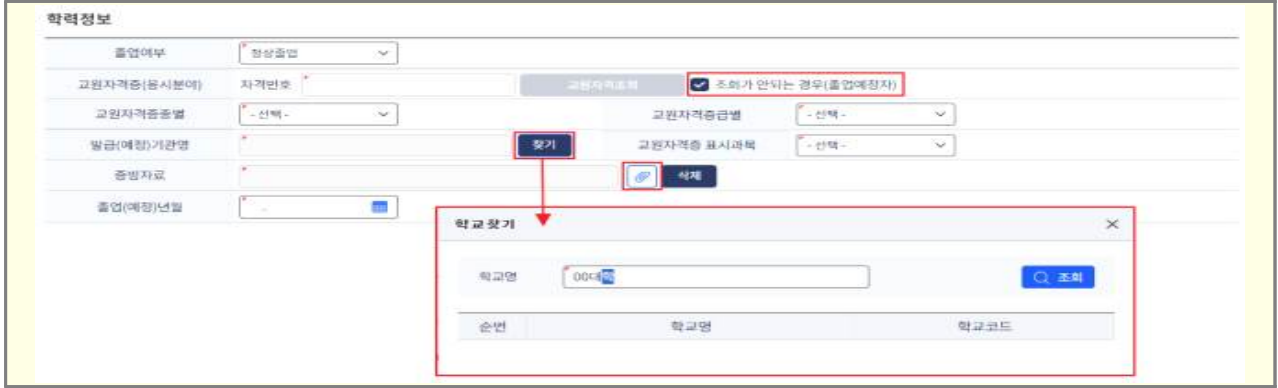 학력정보
졸업여부 * 정상졸업
교원자격증(응시분야) 자격번호 * 교원자격조회 조회가 안되는 경우(졸업예정자)
교원자격증종별 * - 선택 - 교원자격증급별 * - 선택 -
발급(예정)기관명 * 찾기 교원자격증 표시과목 * - 선택 -
증빙자료 * 삭제
졸업(예정)년월 * .
학교찾기 ×
학교명 * 00대학 조회
순번 학교명 학교코드